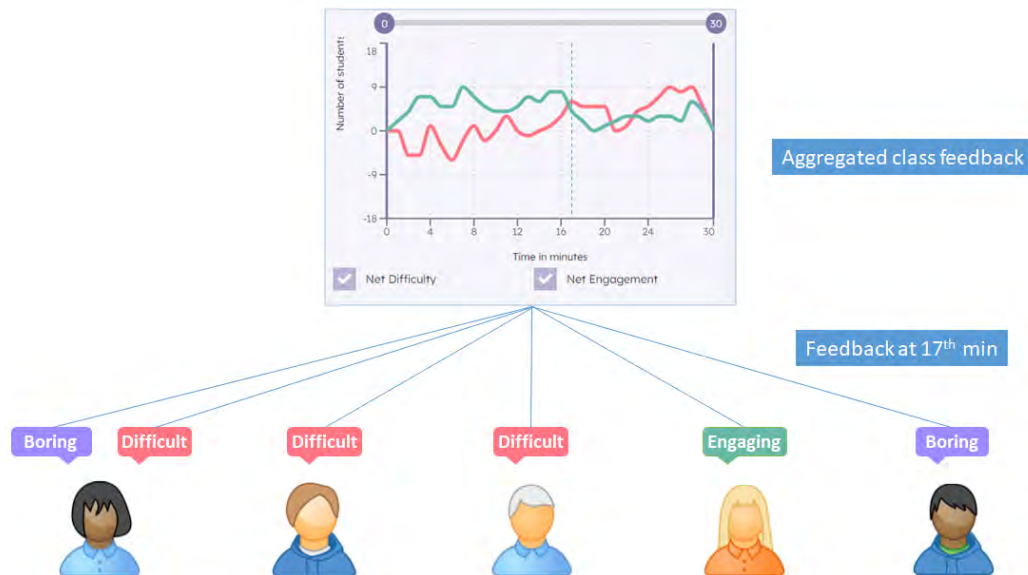 0 30
Number of students
18
9
0
-9
-18
0 4 8 12 16 20 24 30
Time in minutes
Net Difficulty Net Engagement
Aggregated class feedback
Feedback at 17th min
Boring Difficult Difficult Difficult Engaging Boring